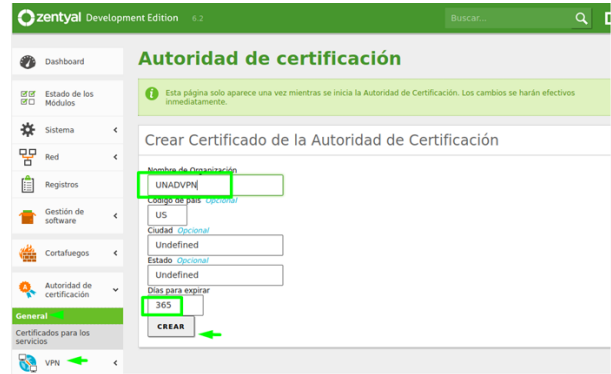 zentyal Development Edition 6.2
Buscar...
Dashboard
Estado de los
Módulos
Sistema
Red
Registros
Gestión de
software
Cortafuegos
Autoridad de
certificación
General
Certificados para los
servicios
VPN
Autoridad de certificación
Esta página solo aparece una vez mientras se inicia la Autoridad de Certificación. Los cambios se harán efectivos
inmediatamente.
Crear Certificado de la Autoridad de Certificación
Nombre de Organización
UNADVPN
Código de país Opcional
US
Ciudad Opcional
Undefined
Estado Opcional
Undefined
Días para expirar
365
CREAR